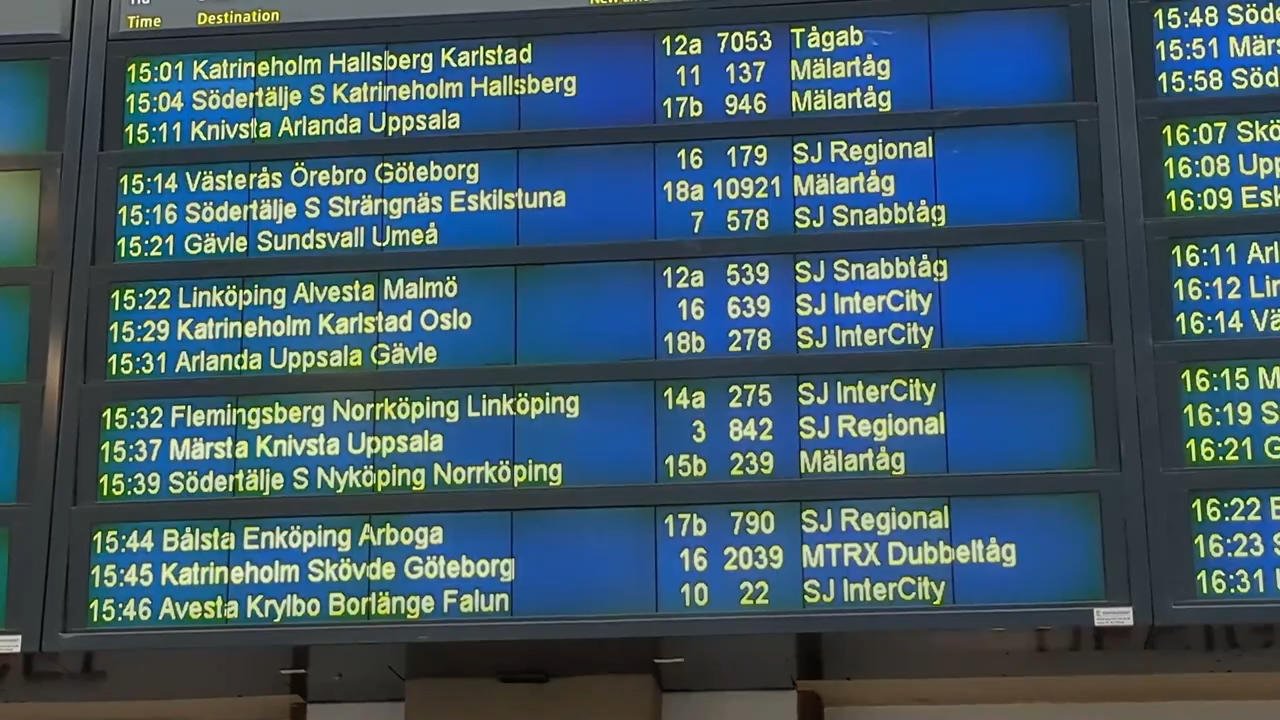 Time Destination
15:01 Katrineholm Hallsberg Karlstad 12a 7053 Tågab
15:04 Södertälje S Katrineholm Hallsberg 11 137 Mälartåg
15:11 Knivsta Arlanda Uppsala 17b 946 Mälartåg
15:14 Västerås Örebro Göteborg 16 179 SJ Regional
15:16 Södertälje S Strängnäs Eskilstuna 18a 10921 Mälartåg
15:21 Gävle Sundsvall Umeå 7 578 SJ Snabbtåg
15:22 Linköping Alvesta Malmö 12a 539 SJ Snabbtåg
15:29 Katrineholm Karlstad Oslo 16 639 SJ InterCity
15:31 Arlanda Uppsala Gävle 18b 278 SJ InterCity
15:32 Flemingsberg Norrköping Linköping 14a 275 SJ InterCity
15:37 Märsta Knivsta Uppsala 3 842 SJ Regional
15:39 Södertälje S Nyköping Norrköping 15b 239 Mälartåg
15:44 Bålsta Enköping Arboga 17b 790 SJ Regional
15:45 Katrineholm Skövde Göteborg 16 2039 MTRX Dubbeltåg
15:46 Avesta Krylbo Borlänge Falun 10 22 SJ InterCity
15:48
15:51
15:58
16:07
16:08
16:09
16:11
16:12
16:14
16:15
16:19
16:21
16:22
16:23
16:31